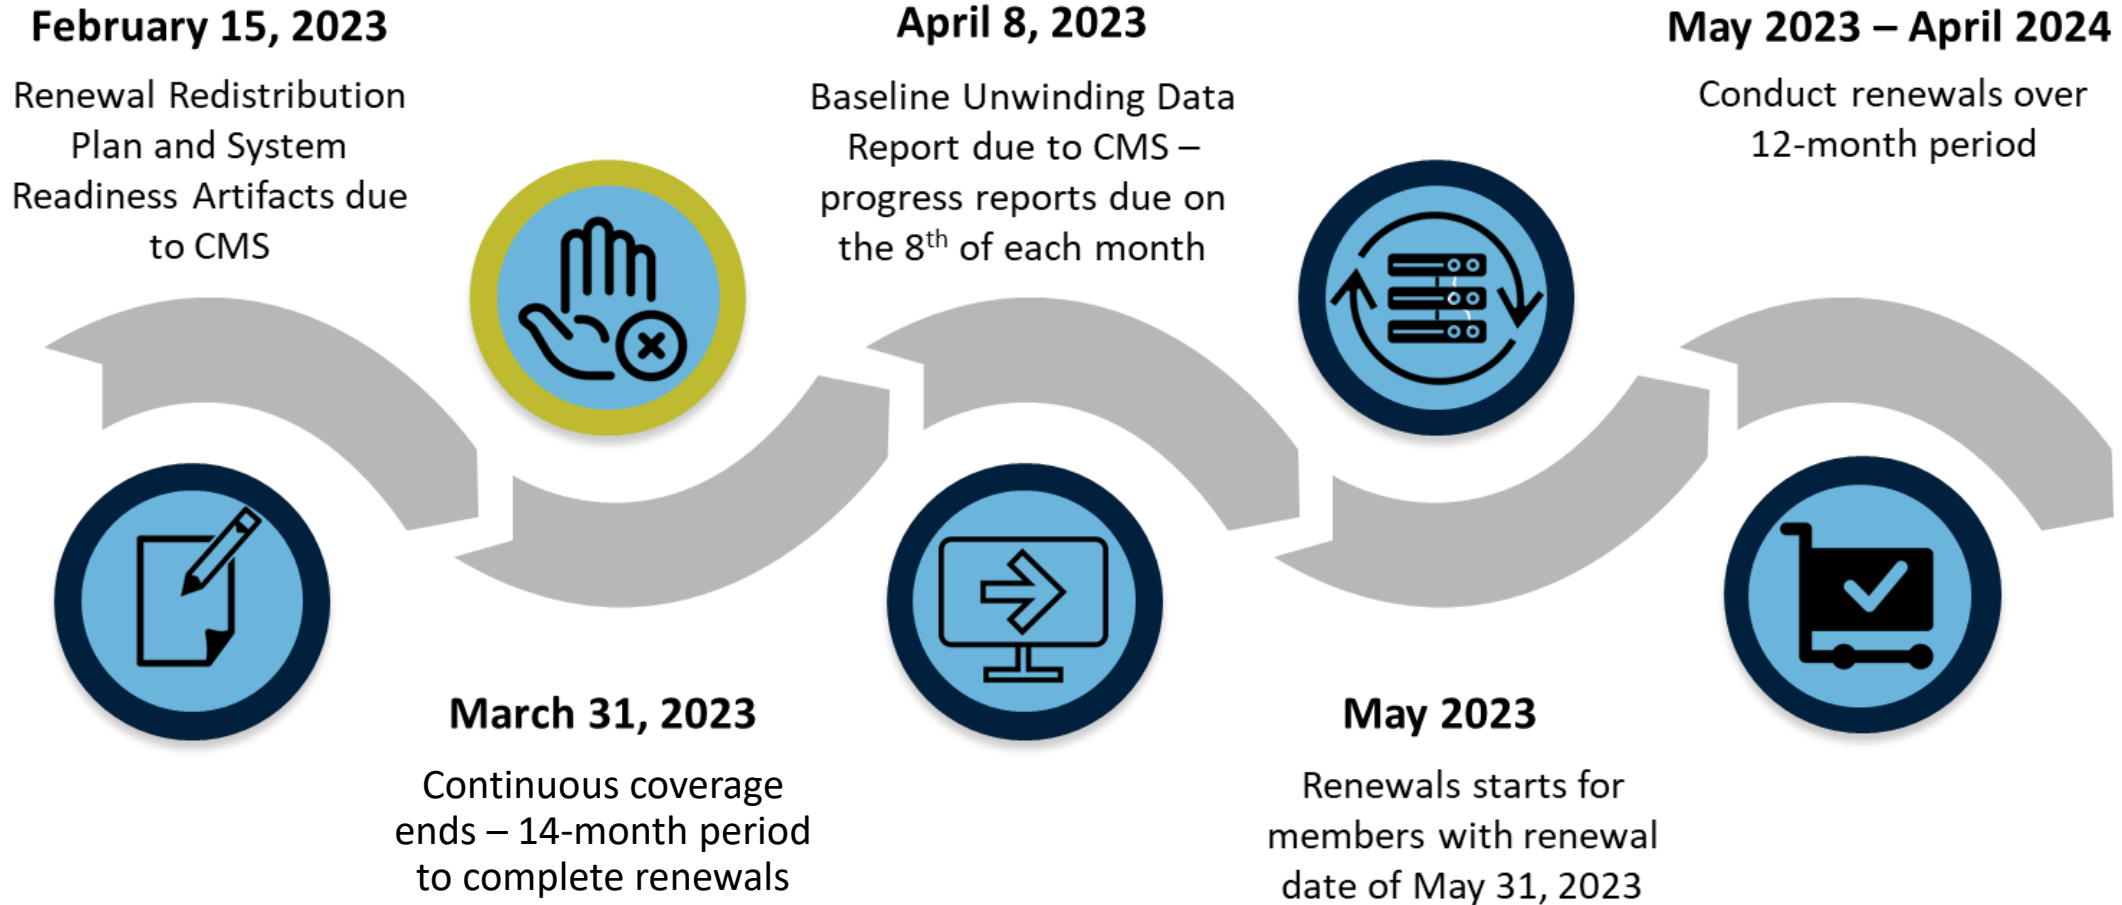 February 15, 2023
Renewal Redistribution
Plan and System
Readiness Artifacts due
to CMS
March 31, 2023
Continuous coverage
ends – 14-month period
to complete renewals
April 8, 2023
Baseline Unwinding Data
Report due to CMS –
progress reports due on
the 8th of each month
May 2023
Renewals starts for
members with renewal
date of May 31, 2023
May 2023 – April 2024
Conduct renewals over
12-month period